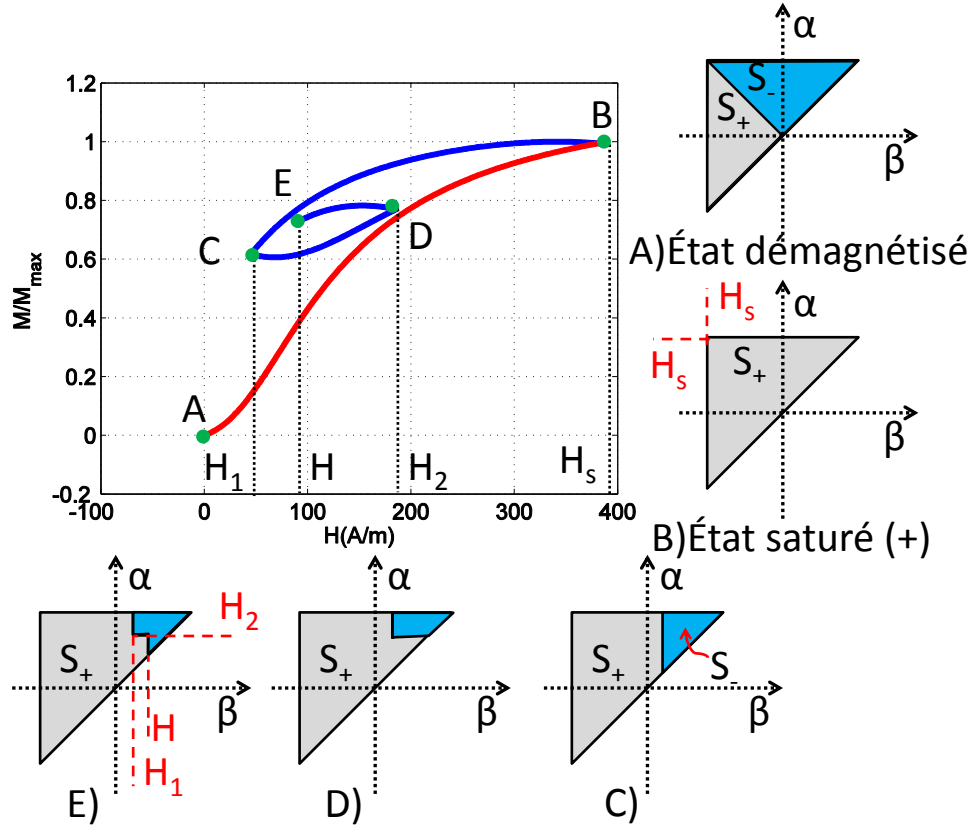 1.2
1
0.8
0.6
0.4
0.2
0
-0.2
-100
0
100
200
300
400
M/M_max
H(A/m)
A
B
C
D
E
H₁
H
H₂
Hₛ
α
S₋
S₊
β
A)État démagnétisé
Hₛ
α
Hₛ
S₊
β
B)État saturé (+)
α
H₂
S₊
β
H
H₁
E)
α
S₊
β
D)
α
S₊
S₋
β
C)